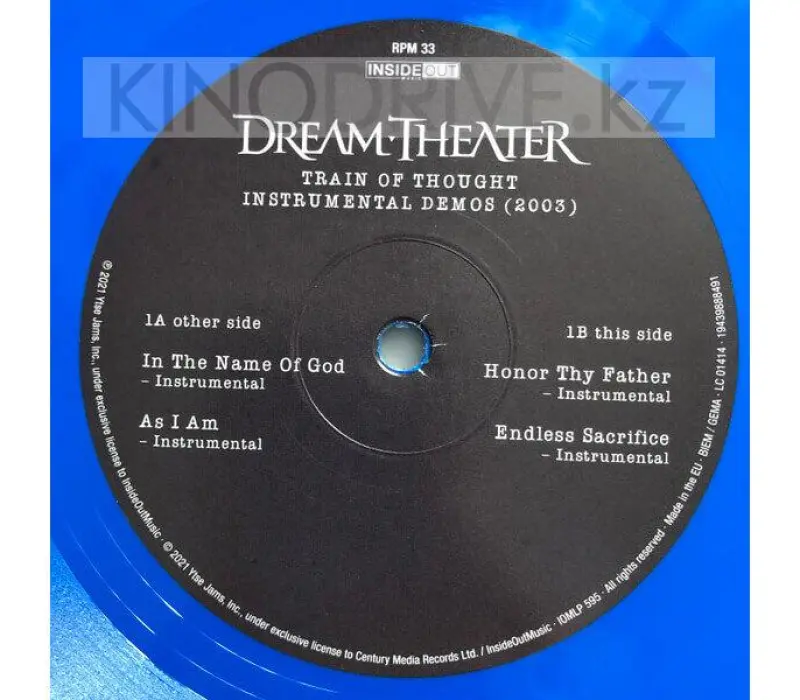 RPM 33
INSIDEOUT
MUSIC
KINODRIVE.kz
DREAM THEATER
TRAIN OF THOUGHT
INSTRUMENTAL DEMOS (2003)
1A other side
In The Name Of God
– Instrumental
As I Am
– Instrumental
1B this side
Honor Thy Father
– Instrumental
Endless Sacrifice
– Instrumental
℗ 2021 Ytse Jams, Inc., under exclusive license to InsideOutMusic · © 2021 Ytse Jams, Inc., under exclusive license to Century Media Records Ltd. / InsideOutMusic · IOMLP 595 · All rights reserved · Made in the EU · BIEM / GEMA · LC 01414 · 19439888491